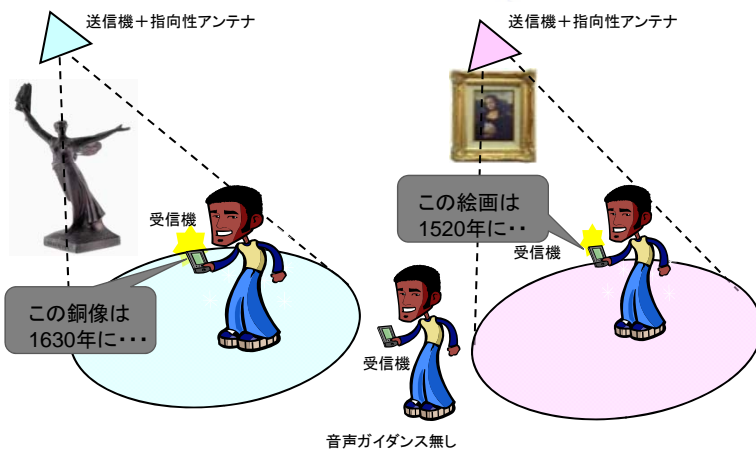 送信機＋指向性アンテナ
送信機＋指向性アンテナ
受信機
この絵画は
1520年に・・
受信機
この銅像は
1630年に・・・
受信機
音声ガイダンス無し